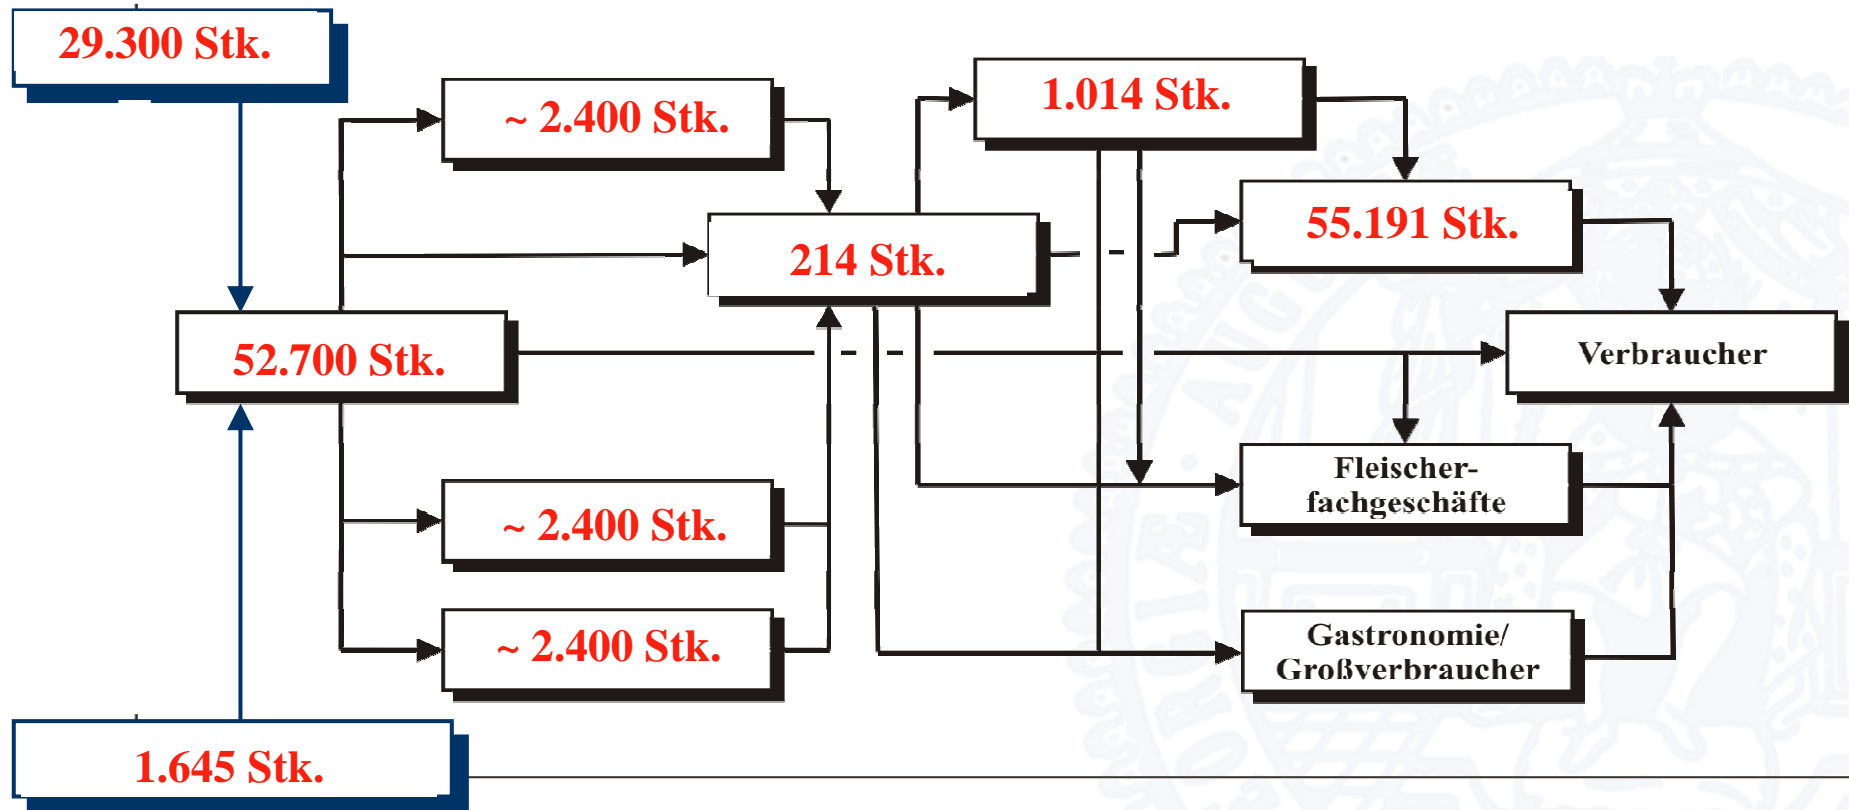 29.300 Stk.
~ 2.400 Stk.
1.014 Stk.
55.191 Stk.
214 Stk.
52.700 Stk.
Verbraucher
Fleischer-
fachgeschäfte
~ 2.400 Stk.
~ 2.400 Stk.
Gastronomie/
Großverbraucher
1.645 Stk.